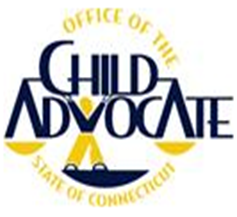 OFFICE OF THE
CHILD
ADVOCATE
STATE OF CONNECTICUT